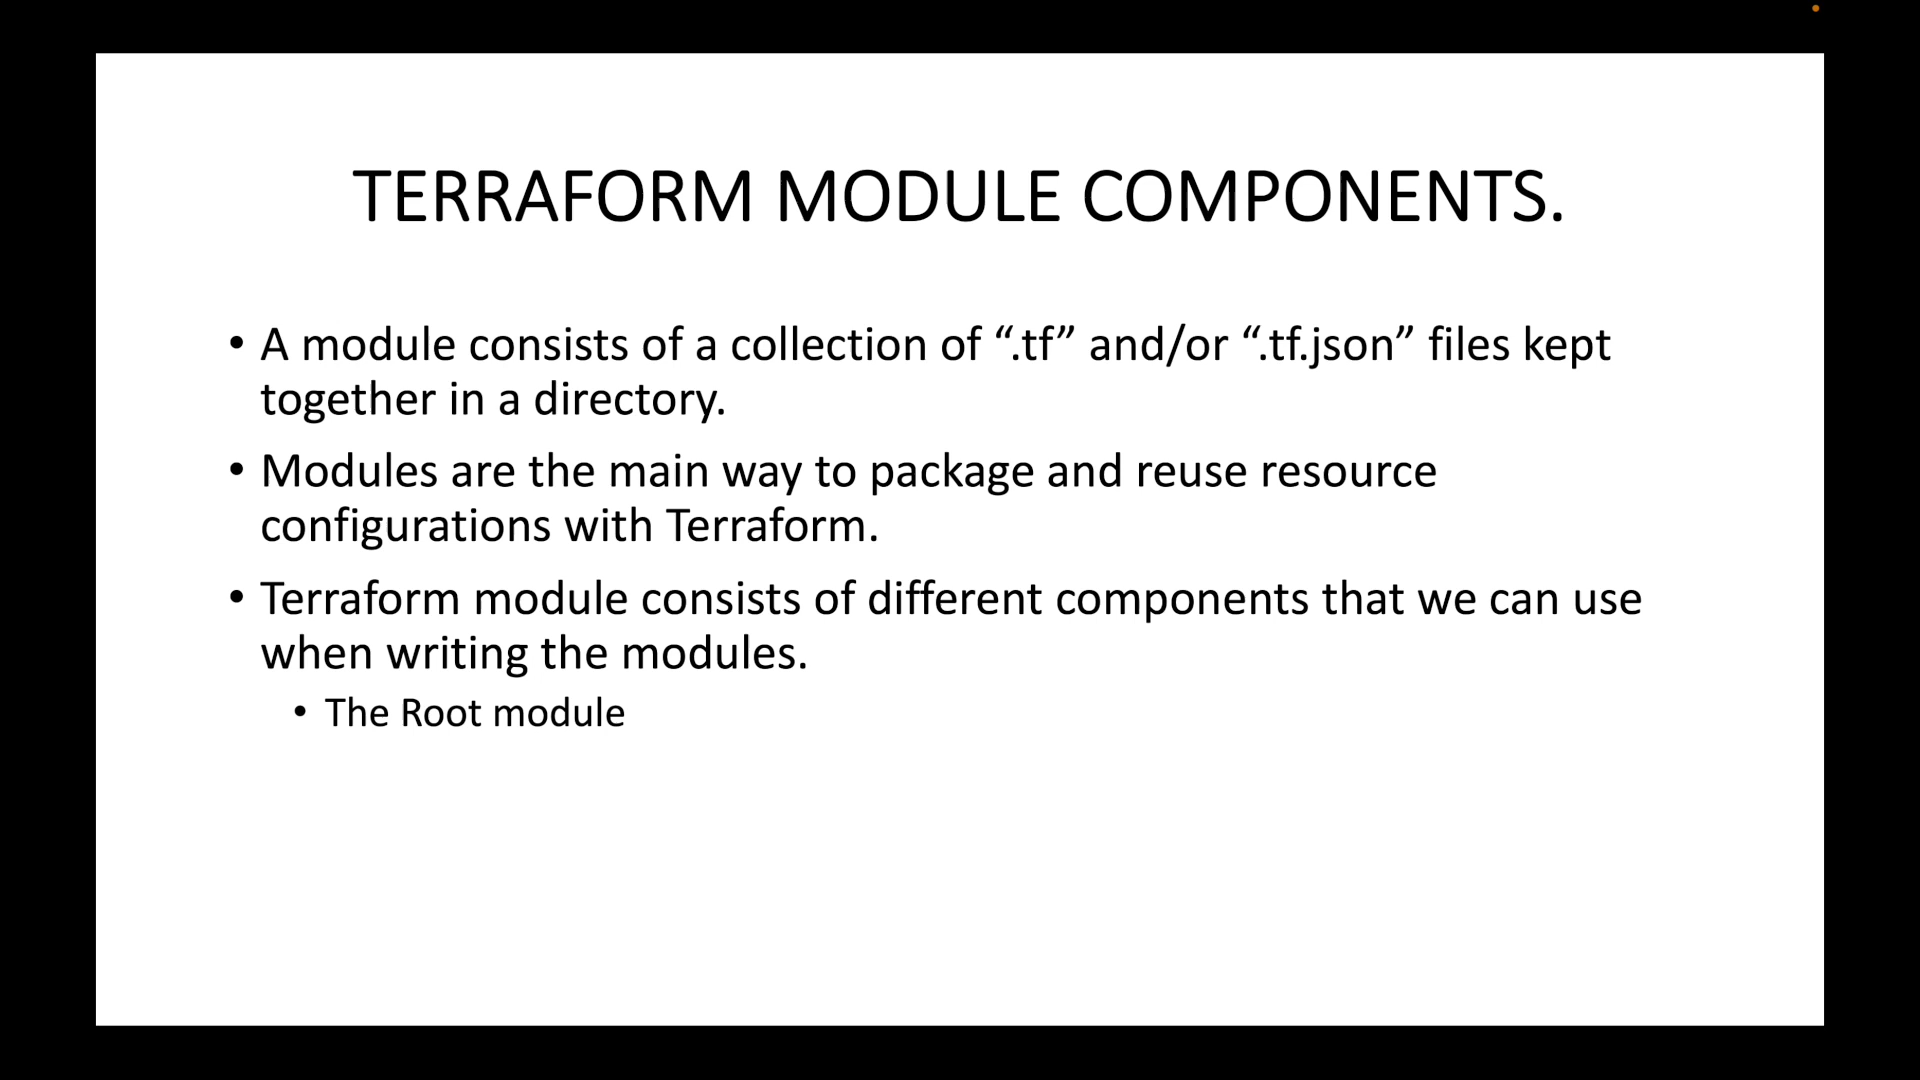 TERRAFORM MODULE COMPONENTS.
• A module consists of a collection of “.tf” and/or “.tf.json” files kept
together in a directory.
• Modules are the main way to package and reuse resource
configurations with Terraform.
• Terraform module consists of different components that we can use
when writing the modules.
• The Root module